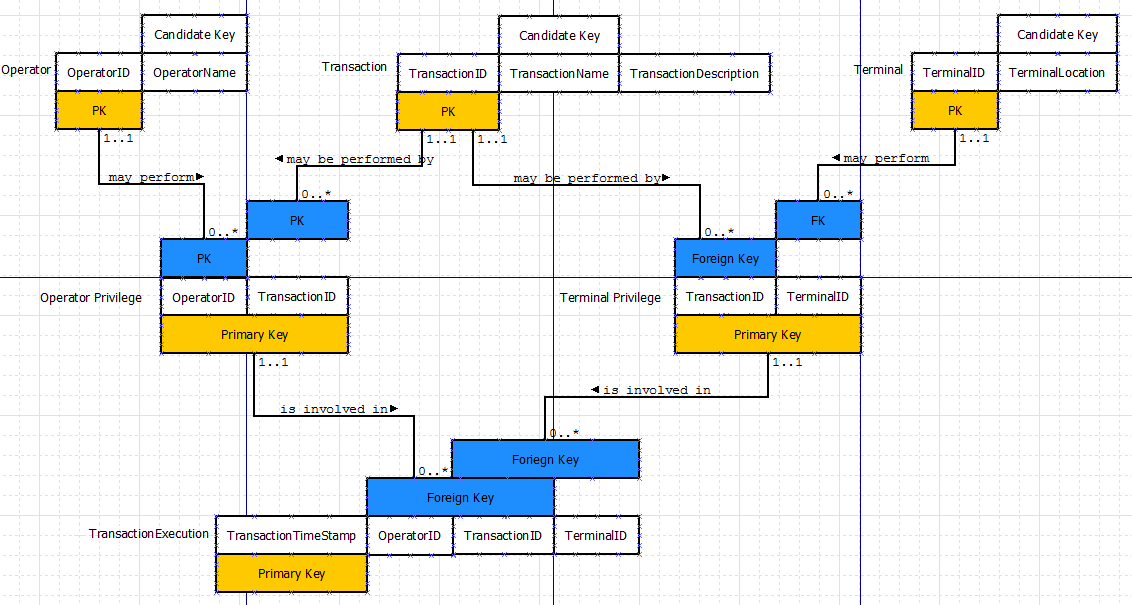 Candidate Key
Candidate Key
Candidate Key
Operator
OperatorID
OperatorName
Transaction
TransactionID
TransactionName
TransactionDescription
Terminal
TerminalID
TerminalLocation
PK
PK
PK
1..1
1..1
1..1
1..1
may be performed by
may perform
may perform
may be performed by
0..*
0..*
PK
FK
0..*
0..*
PK
Foreign Key
Operator Privilege
OperatorID
TransactionID
Terminal Privilege
TransactionID
TerminalID
Primary Key
Primary Key
1..1
1..1
is involved in
is involved in
0..*
Foriegn Key
0..*
Foreign Key
TransactionExecution
TransactionTimeStamp
OperatorID
TransactionID
TerminalID
Primary Key